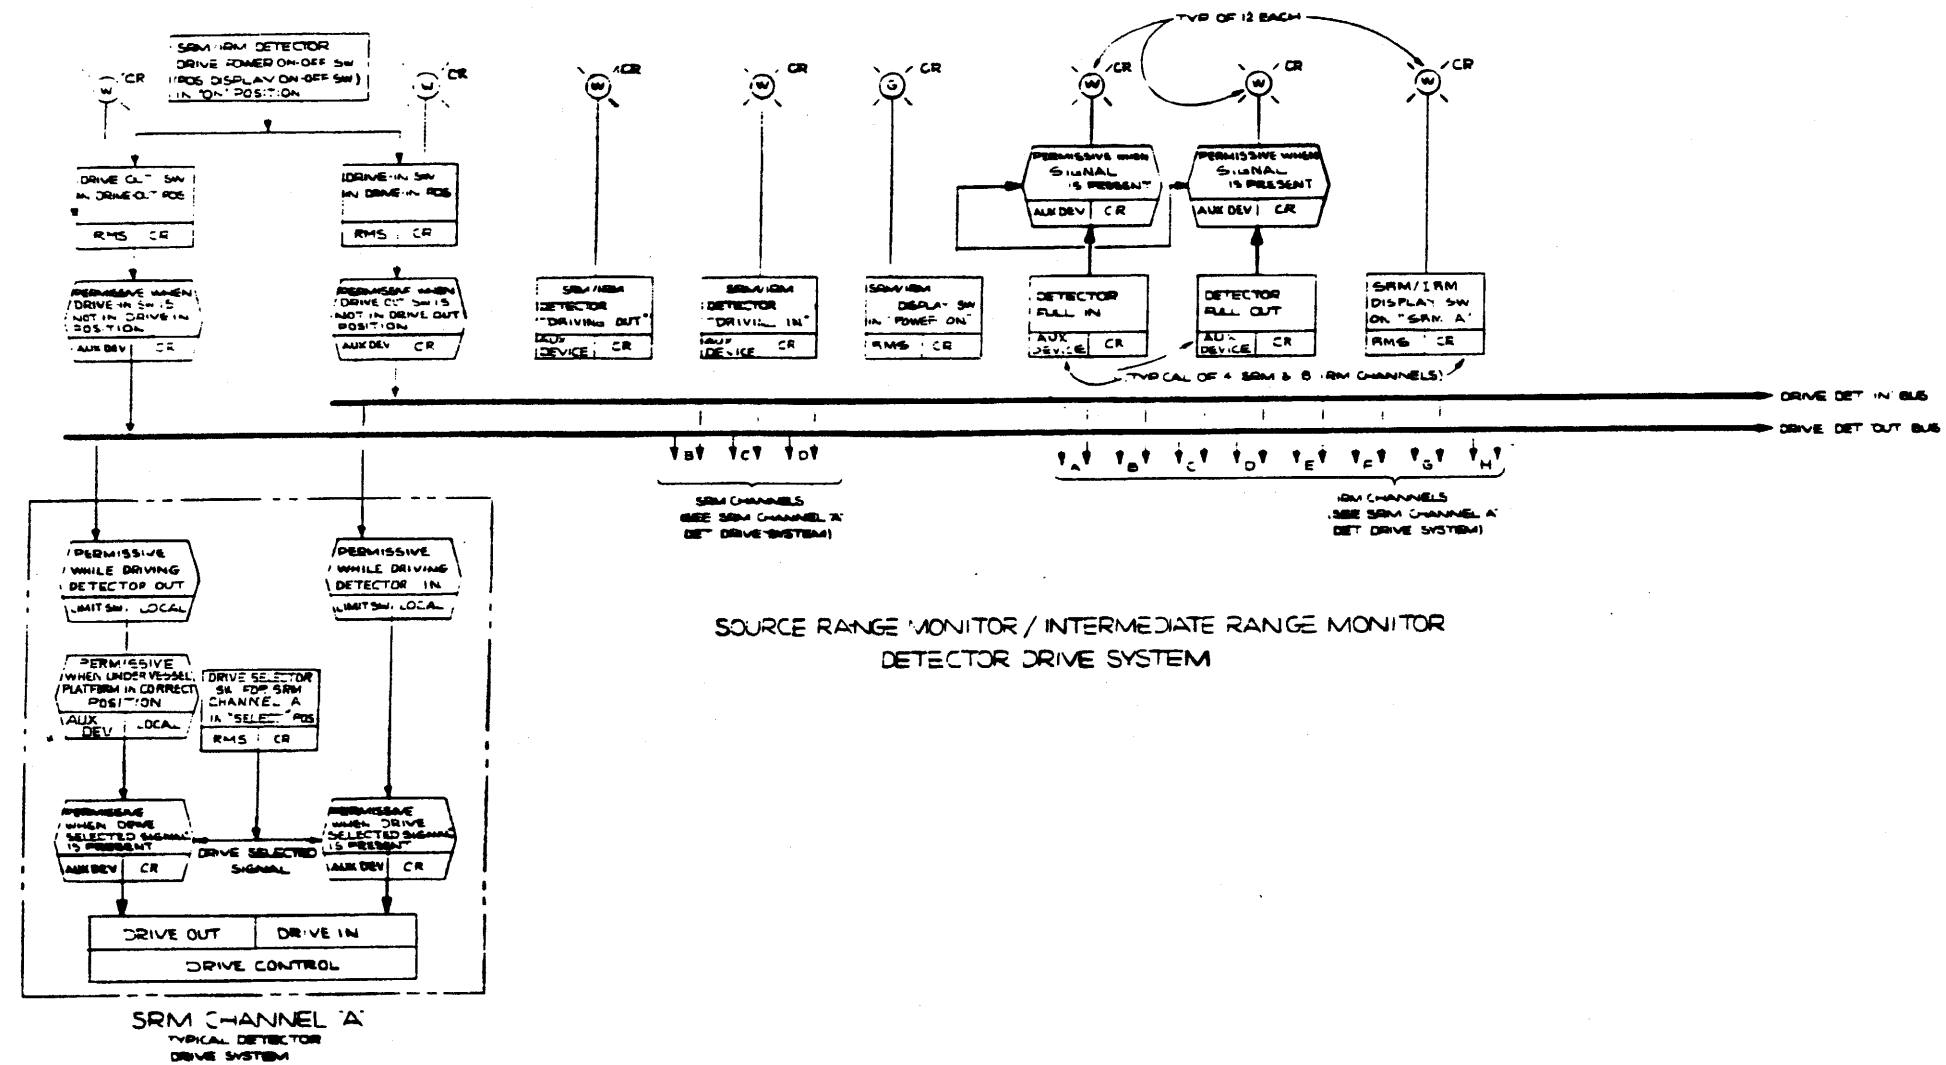 TYP OF 12 EACH
SRM/IRM DETECTOR
DRIVE POWER ON-OFF SW
(POS DISPLAY ON-OFF SW)
IN "ON" POSITION
W CR
W CR
W CR
W CR
G CR
W CR
W CR
W CR
DRIVE OUT SW
IN DRIVE-OUT POS
RMS CR
DRIVE-IN SW
IN DRIVE-IN POS
RMS CR
PERMISSIVE WHEN
SIGNAL
IS PRESENT
AUX DEV CR
PERMISSIVE WHEN
SIGNAL
IS PRESENT
AUX DEV CR
PERMISSIVE WHEN
DRIVE-IN SW IS
NOT IN DRIVE IN
POSITION
AUX DEV CR
PERMISSIVE WHEN
DRIVE OUT SW IS
NOT IN DRIVE OUT
POSITION
AUX DEV CR
SRM/IRM
DETECTOR
"DRIVING OUT"
AUX
DEVICE CR
SRM/IRM
DETECTOR
"DRIVING IN"
AUX
DEVICE CR
SRM/IRM
DISPLAY SW
IN "POWER ON"
RMS CR
DETECTOR
FULL IN
AUX
DEVICE CR
DETECTOR
FULL OUT
AUX
DEVICE CR
SRM/IRM
DISPLAY SW
ON "SRM A"
RMS CR
(TYPICAL OF 4 SRM & 8 IRM CHANNELS)
DRIVE DET "IN" BUS
DRIVE DET "OUT" BUS
B C D
SRM CHANNELS
(SEE SRM CHANNEL "A"
DET DRIVE SYSTEM)
A B C D E F G H
IRM CHANNELS
(SEE SRM CHANNEL A
DET DRIVE SYSTEM)
PERMISSIVE
WHILE DRIVING
DETECTOR OUT
LIMIT SW. LOCAL
PERMISSIVE
WHILE DRIVING
DETECTOR IN
LIMIT SW. LOCAL
PERMISSIVE
WHEN UNDERVESSEL
PLATFORM IN CORRECT
POSITION
AUX
DEV LOCAL
DRIVE SELECTOR
SW. FOR SRM
CHANNEL A
IN "SELECT" POS
RMS CR
PERMISSIVE
WHEN DRIVE
SELECTED SIGNAL
IS PRESENT
AUX DEV CR
DRIVE SELECTED
SIGNAL
PERMISSIVE
WHEN DRIVE
SELECTED SIGNAL
IS PRESENT
AUX DEV CR
DRIVE OUT DRIVE IN
DRIVE CONTROL
SRM CHANNEL "A"
TYPICAL DETECTOR
DRIVE SYSTEM
SOURCE RANGE MONITOR / INTERMEDIATE RANGE MONITOR
DETECTOR DRIVE SYSTEM